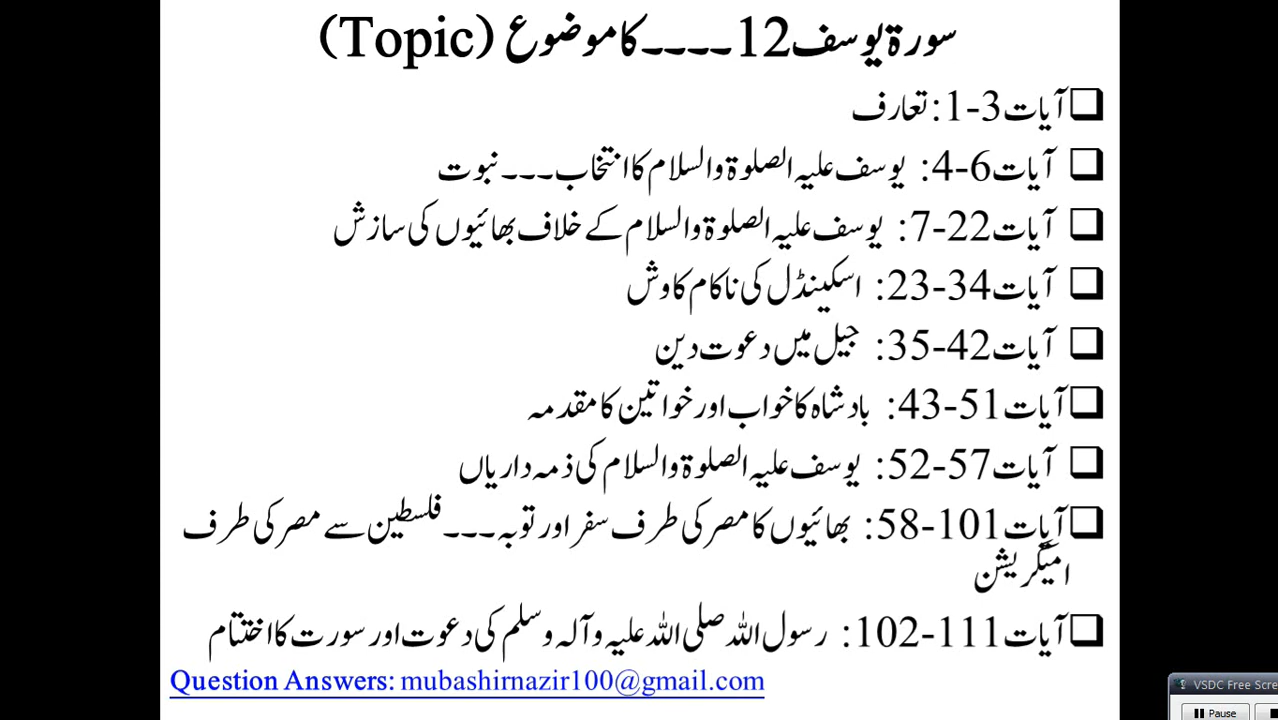 سورۃ یوسف 12۔۔۔۔ کا موضوع (Topic)
❑ آیات 3-1: تعارف
❑ آیات 6-4: یوسف علیہ الصلوۃ والسلام کا انتخاب۔۔۔ نبوت
❑ آیات 22-7: یوسف علیہ الصلوۃ والسلام کے خلاف بھائیوں کی سازش
❑ آیات 34-23: اسکینڈل کی ناکام کاوش
❑ آیات 42-35: جیل میں دعوت دین
❑ آیات 51-43: بادشاہ کا خواب اور خواتین کا مقدمہ
❑ آیات 57-52: یوسف علیہ الصلوۃ والسلام کی ذمہ داریاں
❑ آیات 101-58: بھائیوں کا مصر کی طرف سفر اور توبہ۔۔۔ فلسطین سے مصر کی طرف
امیگریشن
❑ آیات 111-102: رسول اللہ صلی اللہ علیہ وآلہ وسلم کی دعوت اور سورت کا اختتام
Question Answers: mubashirnazir100@gmail.com
VSDC Free Scre
Pause